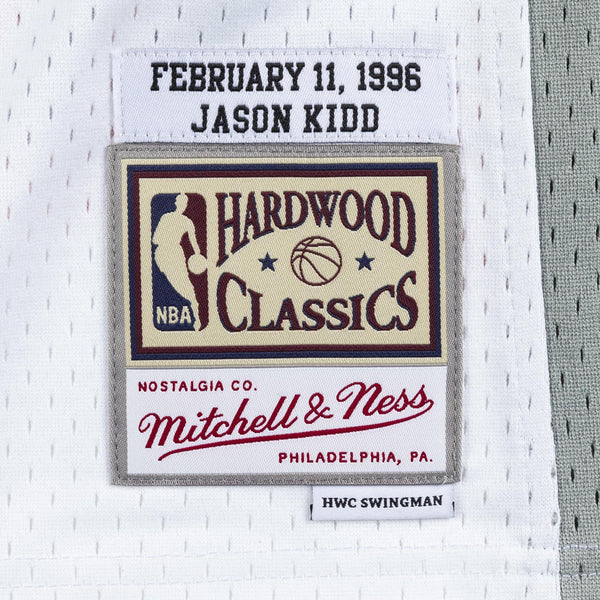 FEBRUARY 11, 1996
JASON KIDD
HARDWOOD
NBA
CLASSICS
NOSTALGIA CO.
Mitchell & Ness
PHILADELPHIA, PA.
HWC SWINGMAN